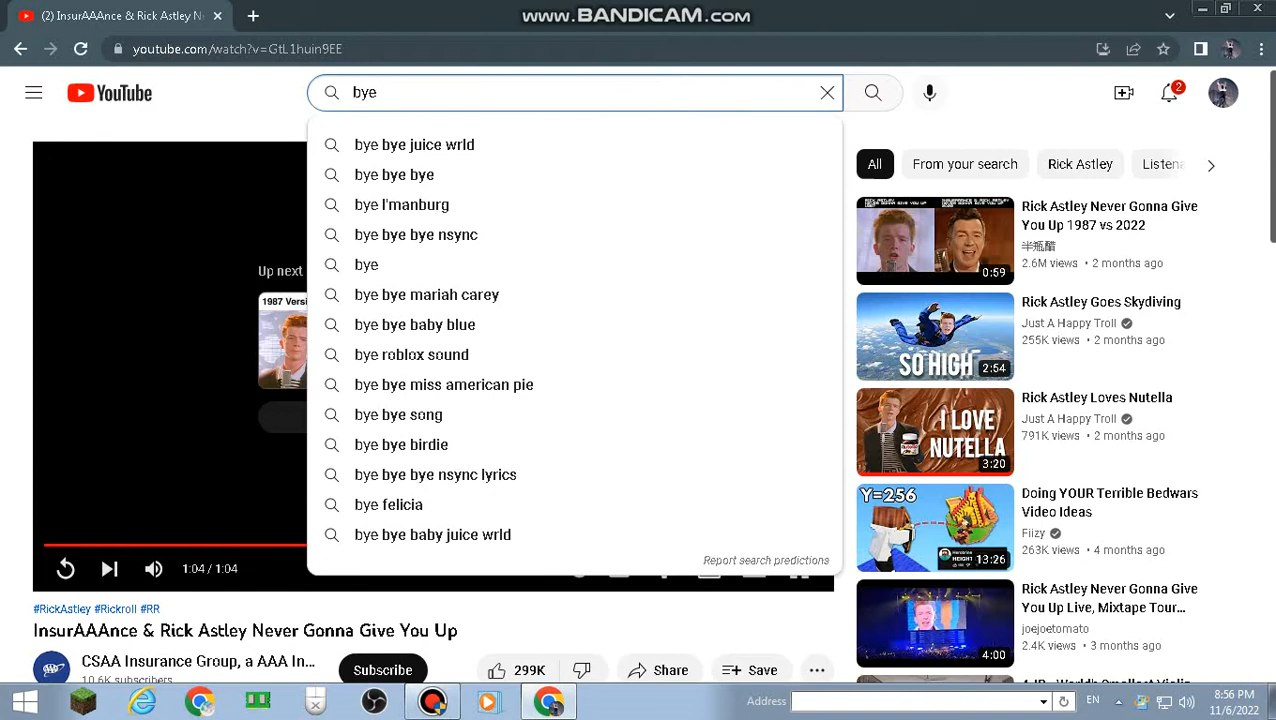 (2) InsurAAAnce & Rick Astley N
www.BANDICAM.com
youtube.com/watch?v=GtL1huin9EE
YouTube
bye
2
bye bye juice wrld
bye bye bye
bye l'manburg
bye bye bye nsync
bye
bye bye mariah carey
bye bye baby blue
bye roblox sound
bye bye miss american pie
bye bye song
bye bye birdie
bye bye bye nsync lyrics
bye felicia
bye bye baby juice wrld
Report search predictions
Up next
1987 Versi
1:04 / 1:04
#RickAstley #Rickroll #RR
InsurAAAnce & Rick Astley Never Gonna Give You Up
CSAA Insurance Group, a AAA In...
10.6K subscribers
Subscribe
299K
Share
Save
All
From your search
Rick Astley
Listena
0:59
Rick Astley Never Gonna Give
You Up 1987 vs 2022
半瓶醋
2.6M views • 2 months ago
SO HIGH
2:54
Rick Astley Goes Skydiving
Just A Happy Troll
255K views • 2 months ago
I LOVE
NUTELLA
3:20
Rick Astley Loves Nutella
Just A Happy Troll
791K views • 2 months ago
Y=256
13:26
Doing YOUR Terrible Bedwars
Video Ideas
Fiizy
263K views • 4 months ago
4:00
Rick Astley Never Gonna Give
You Up Live, Mixtape Tour...
joejoetomato
2.4K views • 3 months ago
Address
EN
8:56 PM
11/6/2022